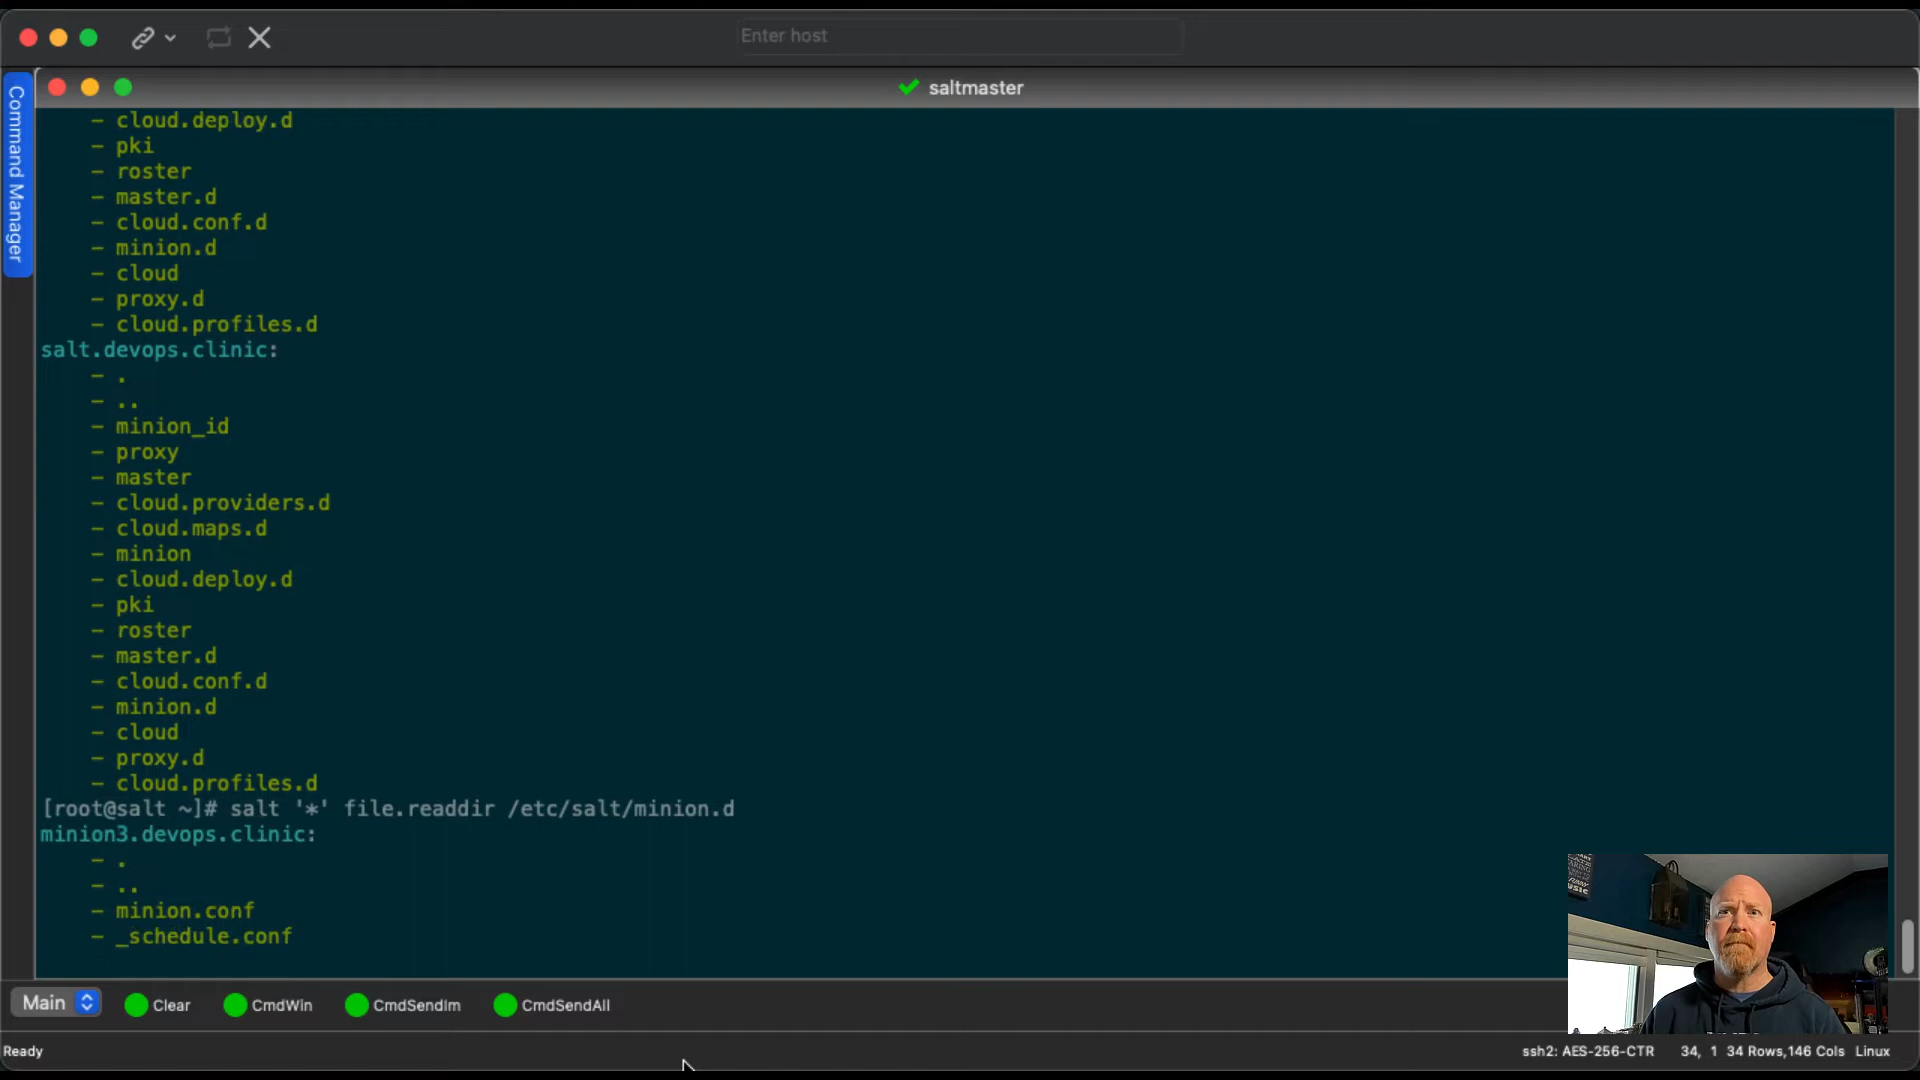 Enter host
Command Manager
saltmaster
- cloud.deploy.d
- pki
- roster
- master.d
- cloud.conf.d
- minion.d
- cloud
- proxy.d
- cloud.profiles.d
salt.devops.clinic:
- .
- ..
- minion_id
- proxy
- master
- cloud.providers.d
- cloud.maps.d
- minion
- cloud.deploy.d
- pki
- roster
- master.d
- cloud.conf.d
- minion.d
- cloud
- proxy.d
- cloud.profiles.d
[root@salt ~]# salt '*' file.readdir /etc/salt/minion.d
minion3.devops.clinic:
- .
- ..
- minion.conf
- _schedule.conf
Main Clear CmdWin CmdSendIm CmdSendAll
Ready ssh2: AES-256-CTR 34, 1 34 Rows,146 Cols Linux